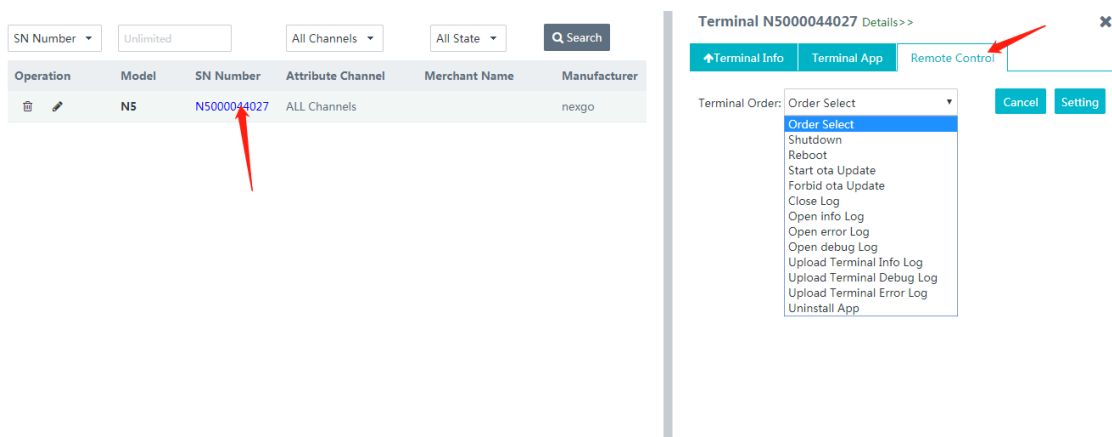 SN Number
Unlimited
All Channels
All State
Search
Operation Model SN Number Attribute Channel Merchant Name Manufacturer
N5 N5000044027 ALL Channels nexgo
Terminal N5000044027 Details>>
Terminal Info
Terminal App
Remote Control
Terminal Order: Order Select
Cancel
Setting
Order Select
Shutdown
Reboot
Start ota Update
Forbid ota Update
Close Log
Open info Log
Open error Log
Open debug Log
Upload Terminal Info Log
Upload Terminal Debug Log
Upload Terminal Error Log
Uninstall App